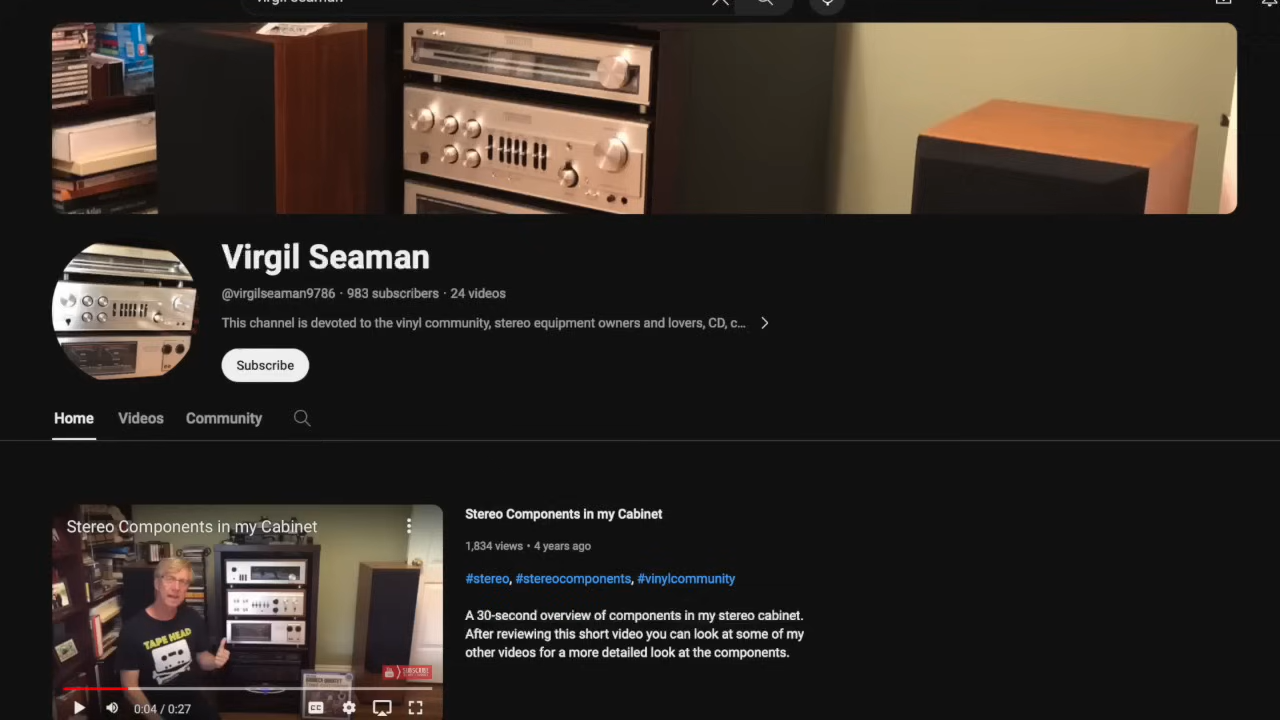 Virgil Seaman
@virgilseaman9786 · 983 subscribers · 24 videos
This channel is devoted to the vinyl community, stereo equipment owners and lovers, CD, c...
Subscribe
Home Videos Community
Stereo Components in my Cabinet
TAPE HEAD
SUBSCRIBE
0:04 / 0:27
Stereo Components in my Cabinet
1,834 views • 4 years ago
#stereo, #stereocomponents, #vinylcommunity
A 30-second overview of components in my stereo cabinet.
After reviewing this short video you can look at some of my
other videos for a more detailed look at the components.